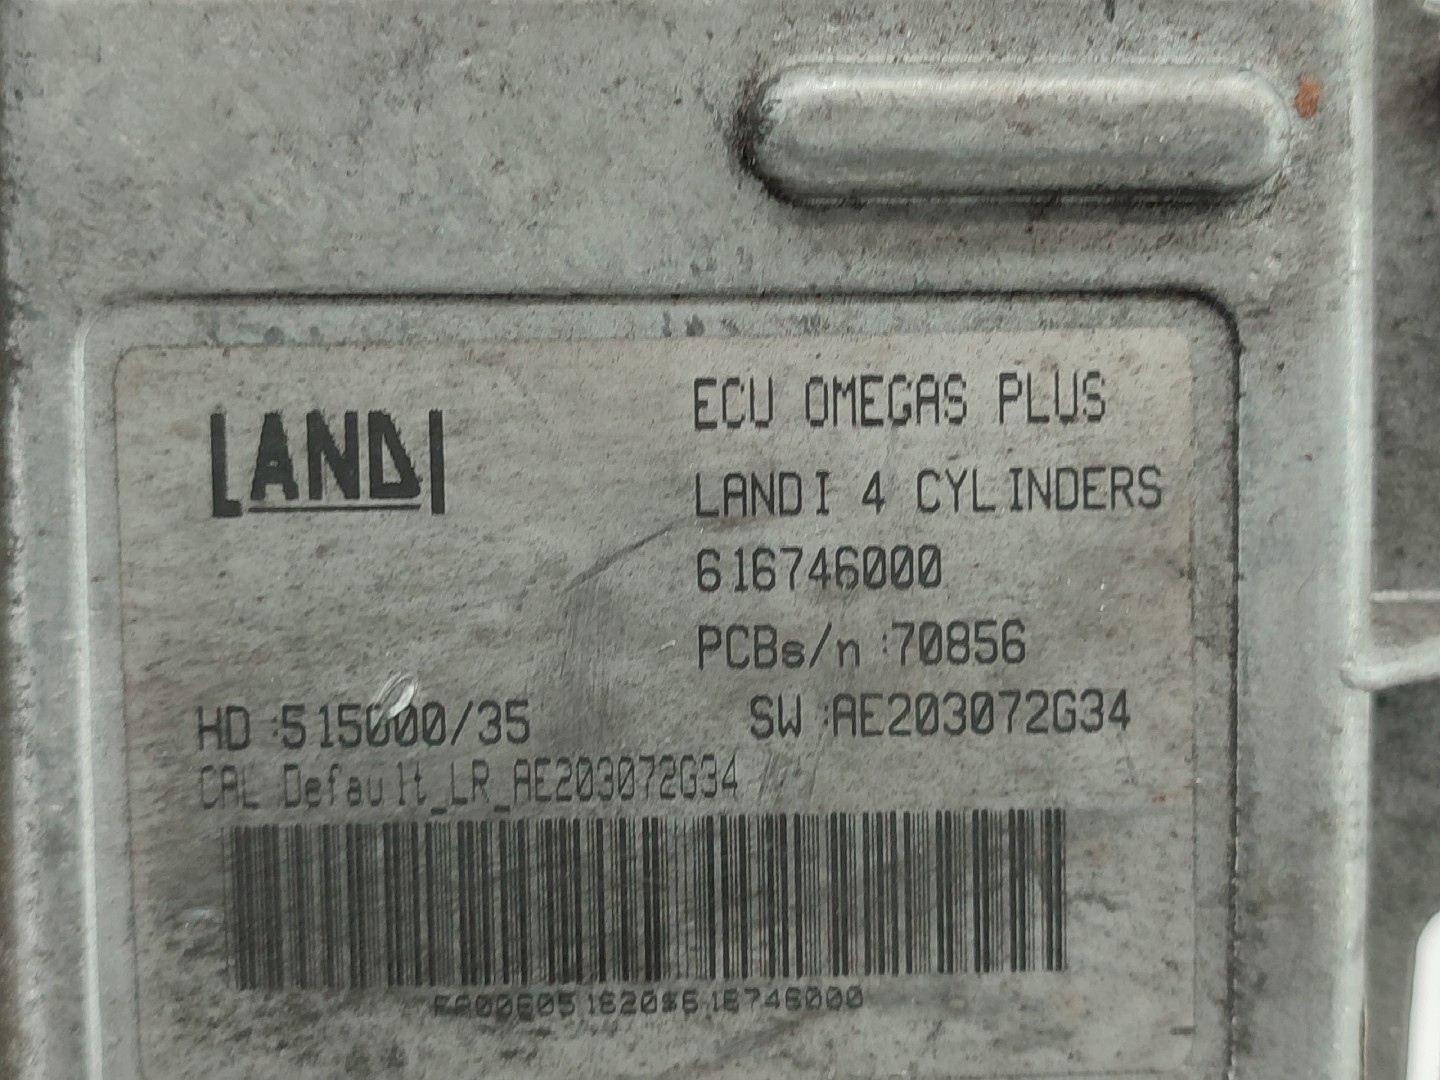 LANDI
ECU OMEGAS PLUS
LANDI 4 CYLINDERS
616746000
PCBs/n :70856
HD :515000/35 SW :AE203072G34
CAL :Default_LR_AE203072G34